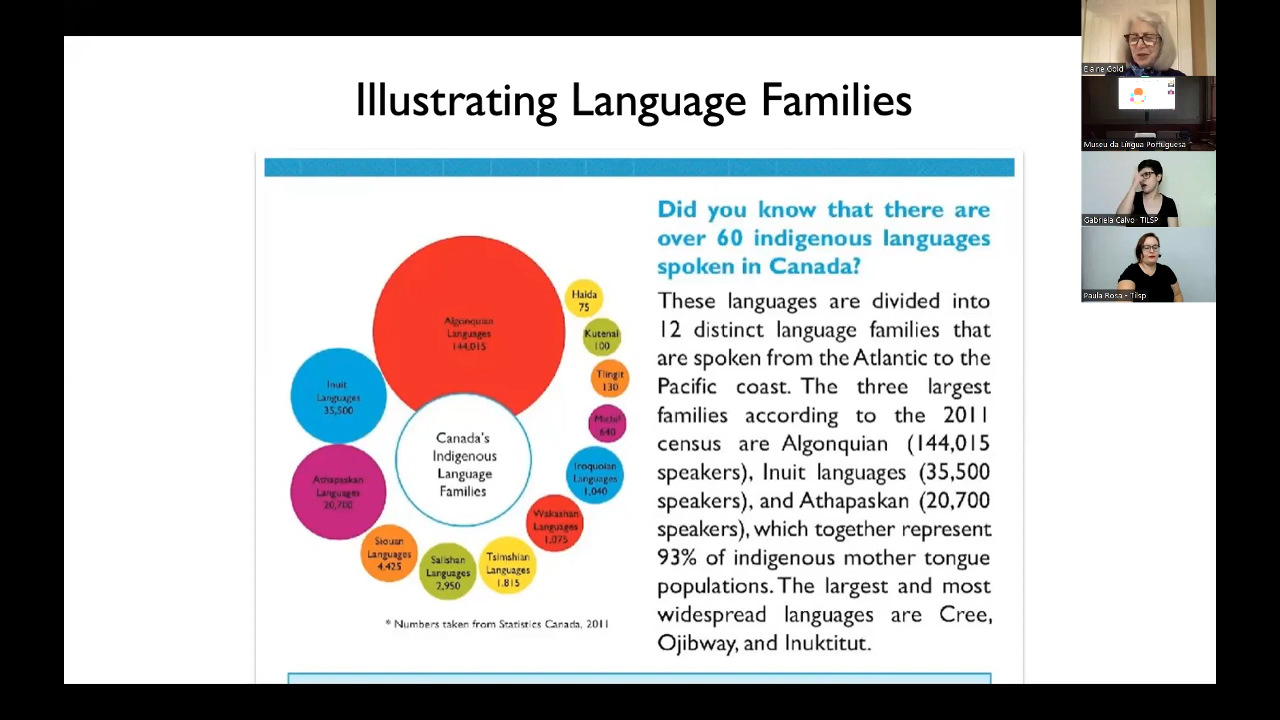 Illustrating Language Families
Algonquian
Languages
144,015
Haida
75
Kutenai
100
Tlingit
130
Michif
640
Inuit
Languages
35,500
Canada's
Indigenous
Language
Families
Iroquoian
Languages
1,040
Athapaskan
Languages
20,700
Wakashan
Languages
1,075
Siouan
Languages
4,425
Salishan
Languages
2,950
Tsimshian
Languages
1,815
* Numbers taken from Statistics Canada, 2011
Did you know that there are
over 60 indigenous languages
spoken in Canada?
These languages are divided into
12 distinct language families that
are spoken from the Atlantic to the
Pacific coast. The three largest
families according to the 2011
census are Algonquian (144,015
speakers), Inuit languages (35,500
speakers), and Athapaskan (20,700
speakers), which together represent
93% of indigenous mother tongue
populations. The largest and most
widespread languages are Cree,
Ojibway, and Inuktitut.
Elaine Gold
Museu da Língua Portuguesa
Gabriela Calvo- TILSP
Paula Rosa - Tilsp